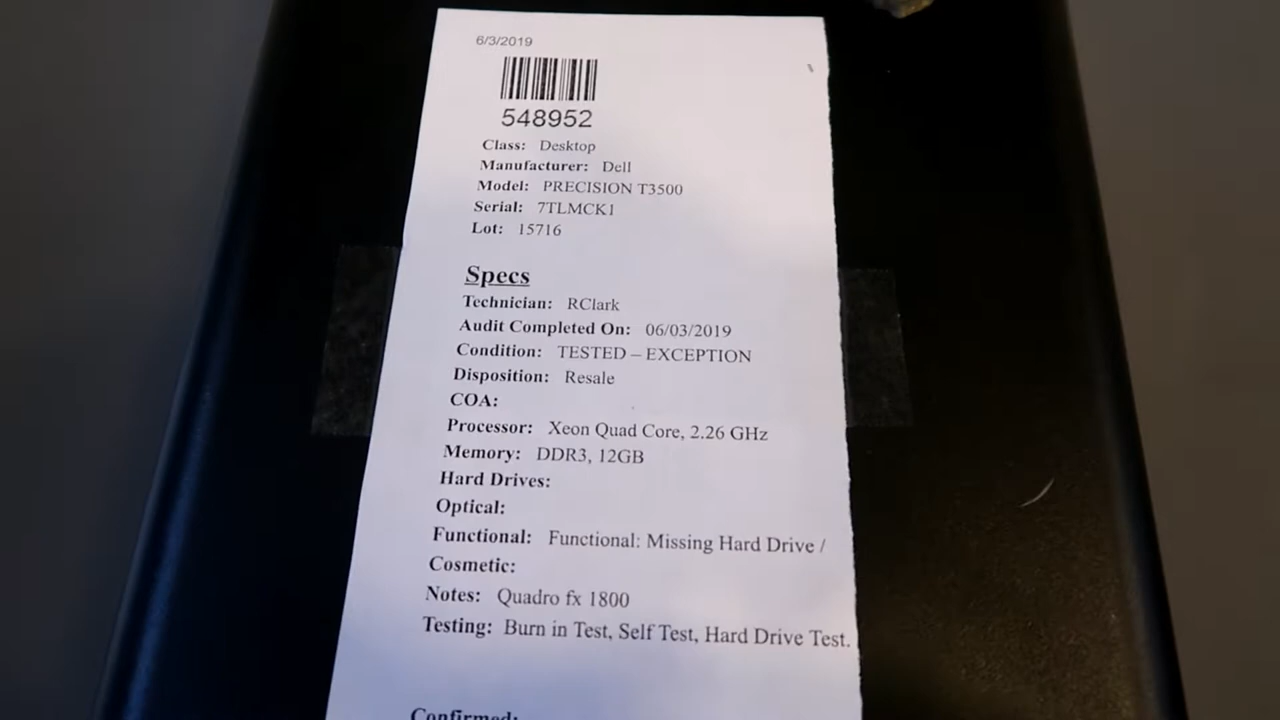 6/3/2019
548952
Class: Desktop
Manufacturer: Dell
Model: PRECISION T3500
Serial: 7TLMCK1
Lot: 15716
Specs
Technician: RClark
Audit Completed On: 06/03/2019
Condition: TESTED – EXCEPTION
Disposition: Resale
COA:
Processor: Xeon Quad Core, 2.26 GHz
Memory: DDR3, 12GB
Hard Drives:
Optical:
Functional: Functional: Missing Hard Drive /
Cosmetic:
Notes: Quadro fx 1800
Testing: Burn in Test, Self Test, Hard Drive Test.
Confirmed: